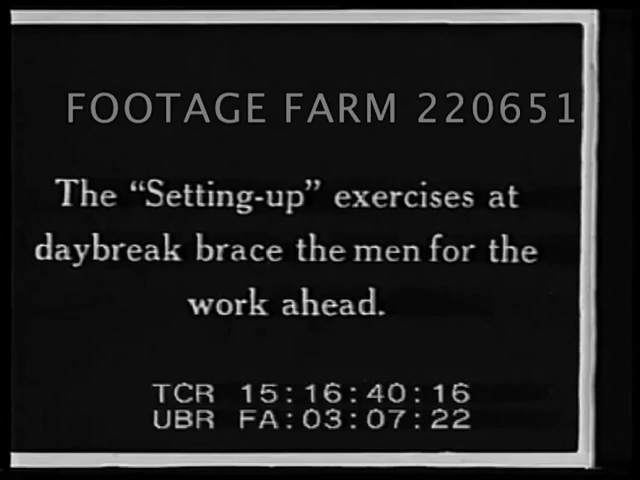 FOOTAGE FARM 220651
The “Setting-up” exercises at
daybreak brace the men for the
work ahead.
TCR 15:16:40:16
UBR FA:03:07:22